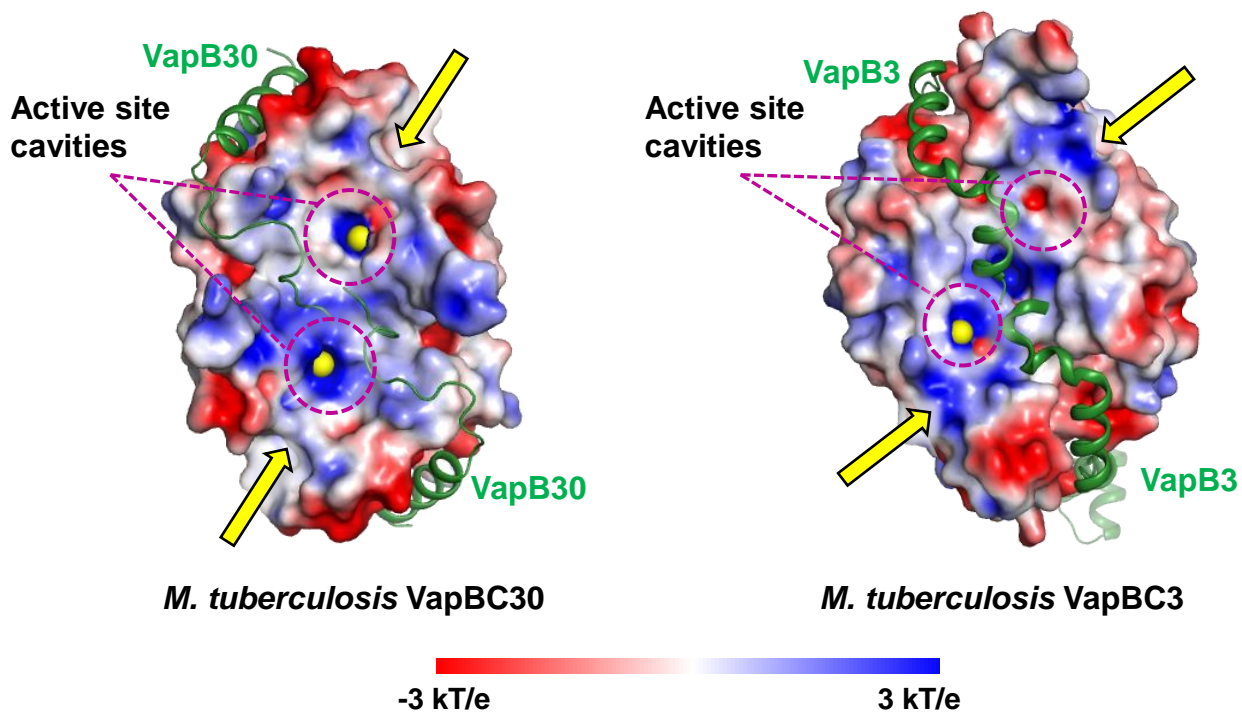 VapB30
Active site
cavities
VapB30
M. tuberculosis VapBC30
VapB3
Active site
cavities
VapB3
M. tuberculosis VapBC3
-3 kT/e
3 kT/e